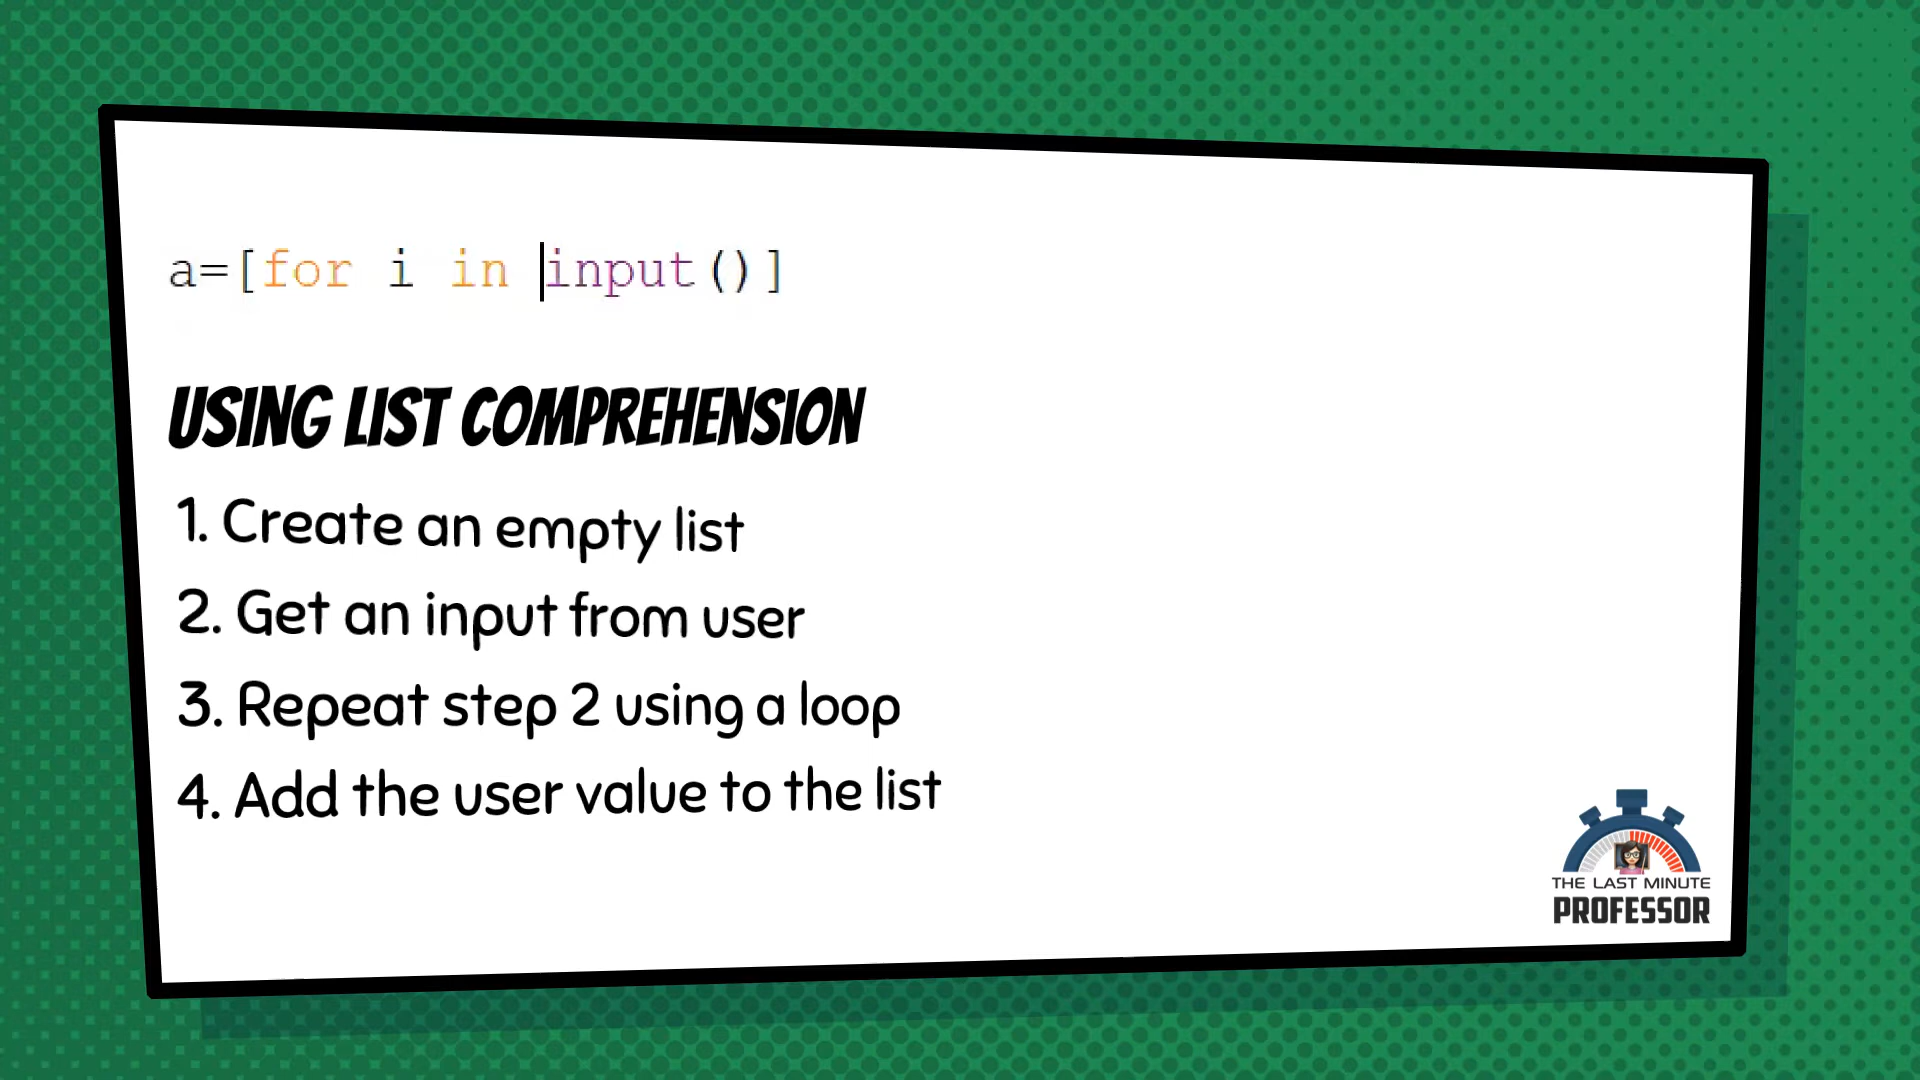 a=[for i in input()]
USING LIST COMPREHENSION
1. Create an empty list
2. Get an input from user
3. Repeat step 2 using a loop
4. Add the user value to the list
THE LAST MINUTE
PROFESSOR